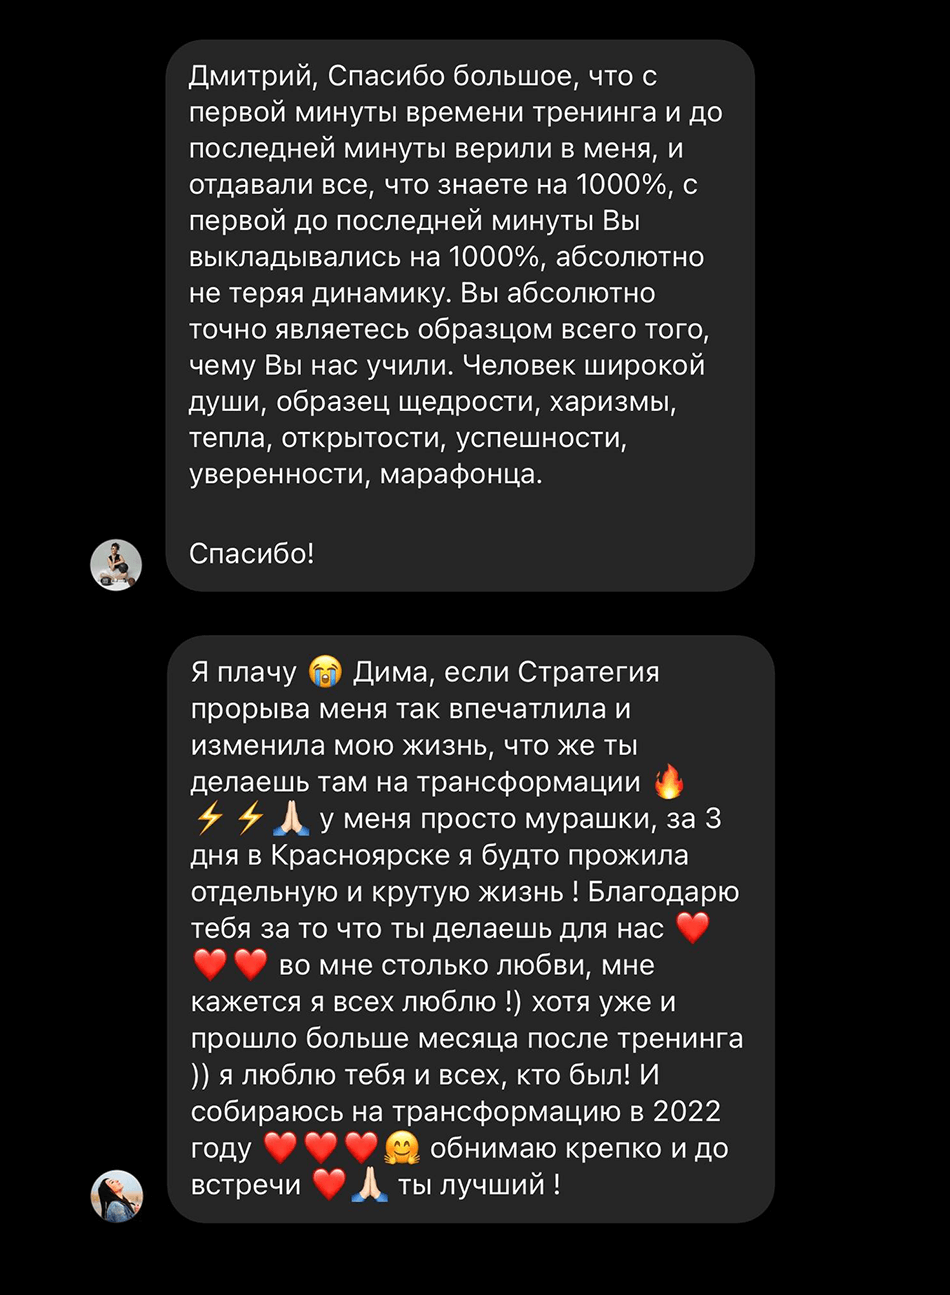 Дмитрий, Спасибо большое, что с
первой минуты времени тренинга и до
последней минуты верили в меня, и
отдавали все, что знаете на 1000%, с
первой до последней минуты Вы
выкладывались на 1000%, абсолютно
не теряя динамику. Вы абсолютно
точно являетесь образцом всего того,
чему Вы нас учили. Человек широкой
души, образец щедрости, харизмы,
тепла, открытости, успешности,
уверенности, марафонца.
Спасибо!
Я плачу 😭 Дима, если Стратегия
прорыва меня так впечатлила и
изменила мою жизнь, что же ты
делаешь там на трансформации 🔥
⚡⚡🙏🏻 у меня просто мурашки, за 3
дня в Красноярске я будто прожила
отдельную и крутую жизнь ! Благодарю
тебя за то что ты делаешь для нас ❤️
❤️❤️ во мне столько любви, мне
кажется я всех люблю !) хотя уже и
прошло больше месяца после тренинга
)) я люблю тебя и всех, кто был! И
собираюсь на трансформацию в 2022
году ❤️❤️❤️🤗 обнимаю крепко и до
встречи ❤️🙏🏻 ты лучший !